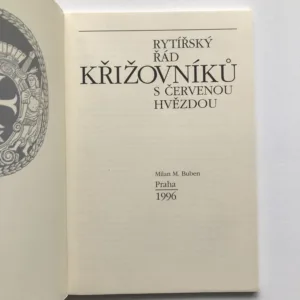 RYTÍŘSKÝ
ŘÁD
KŘIŽOVNÍKŮ
S ČERVENOU
HVĚZDOU
Milan M. Buben
Praha
1996